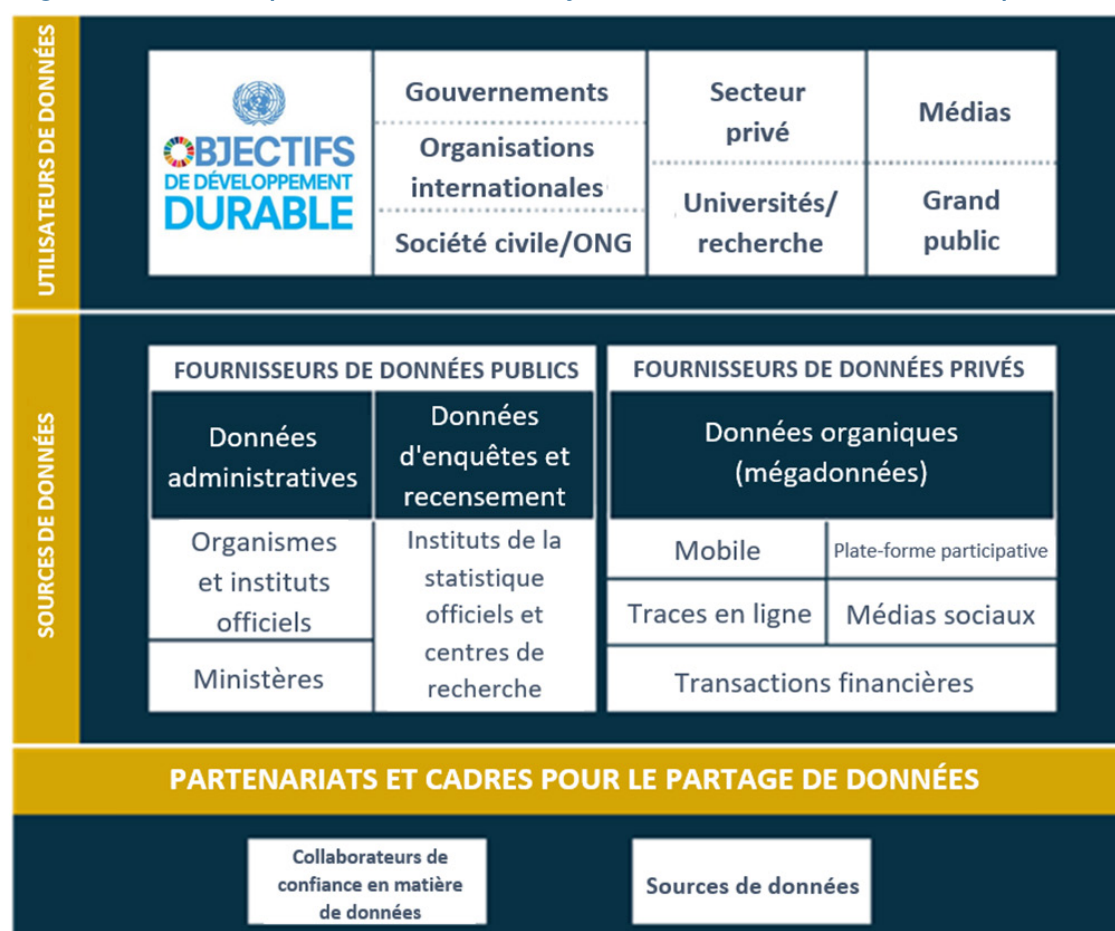 UTILISATEURS DE DONNÉES
OBJECTIFS
DE DÉVELOPPEMENT
DURABLE
Gouvernements
Organisations
internationales
Société civile/ONG
Secteur
privé
Universités/
recherche
Médias
Grand
public
SOURCES DE DONNÉES
FOURNISSEURS DE DONNÉES PUBLICS
Données
administratives
Données
d'enquêtes et
recensement
Organismes
et instituts
officiels
Ministères
Instituts de la
statistique
officiels et
centres de
recherche
FOURNISSEURS DE DONNÉES PRIVÉS
Données organiques
(mégadonnées)
Mobile
Plate-forme participative
Traces en ligne
Médias sociaux
Transactions financières
PARTENARIATS ET CADRES POUR LE PARTAGE DE DONNÉES
Collaborateurs de
confiance en matière
de données
Sources de données